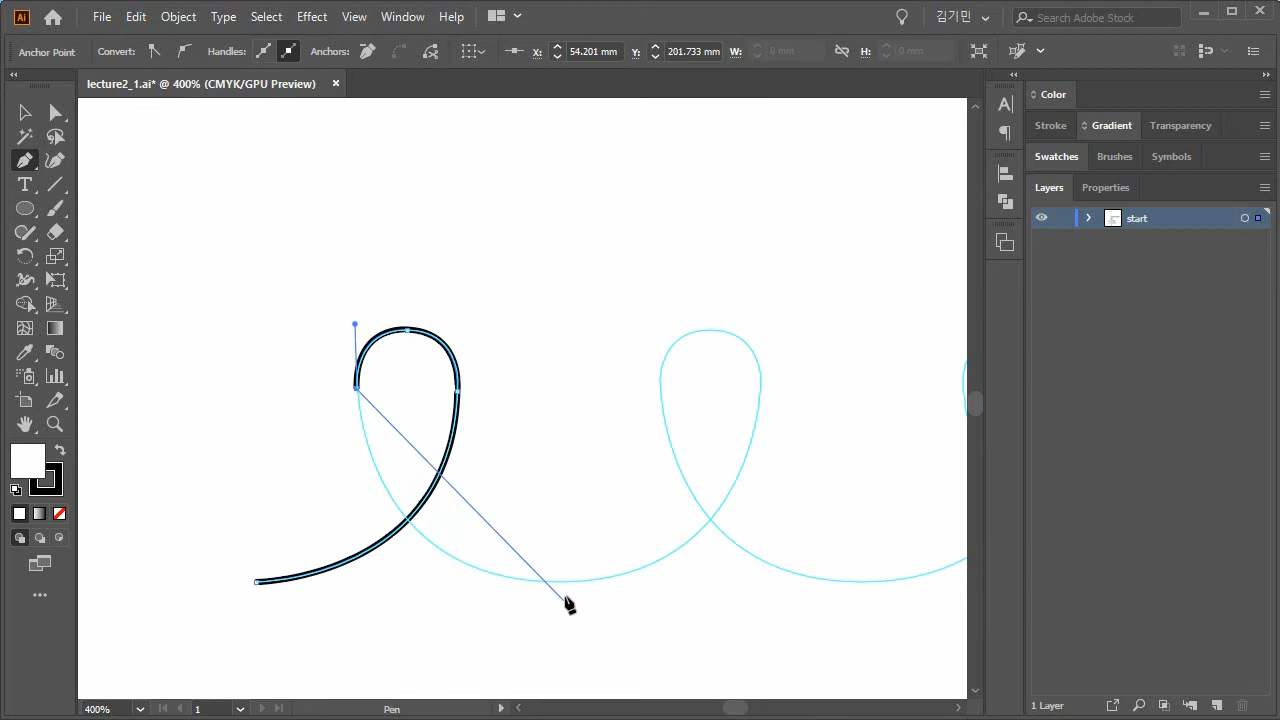 Ai File Edit Object Type Select Effect View Window Help 김기민 Search Adobe Stock
Anchor Point Convert: Handles: Anchors: X: 54.201 mm Y: 201.733 mm W: 0 mm H: 0 mm
lecture2_1.ai* @ 400% (CMYK/GPU Preview)
Color
Stroke Gradient Transparency
Swatches Brushes Symbols
Layers Properties
start
1 Layer
400% 1 Pen